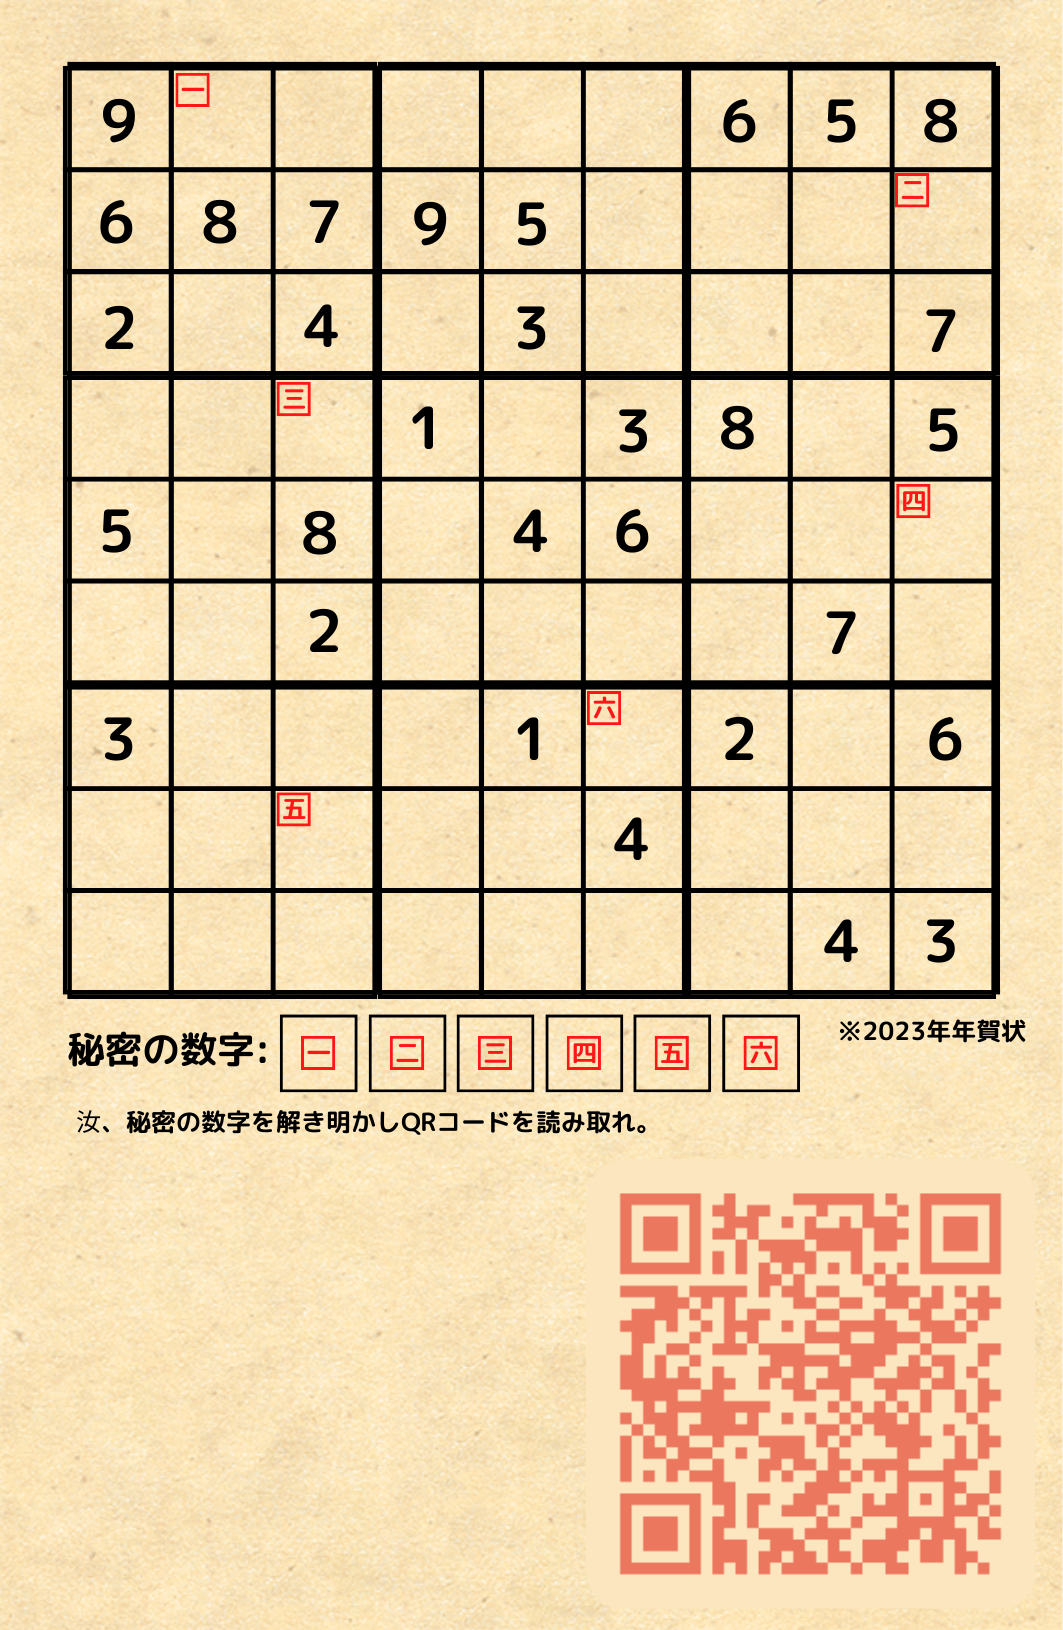 9 一 6 5 8
6 8 7 9 5 二
2 4 3 7
三 1 3 8 5
5 8 4 6 四
2 7
3 1 六 2 6
五 4
4 3
秘密の数字: 一 二 三 四 五 六
※2023年年賀状
汝、秘密の数字を解き明かしQRコードを読み取れ。